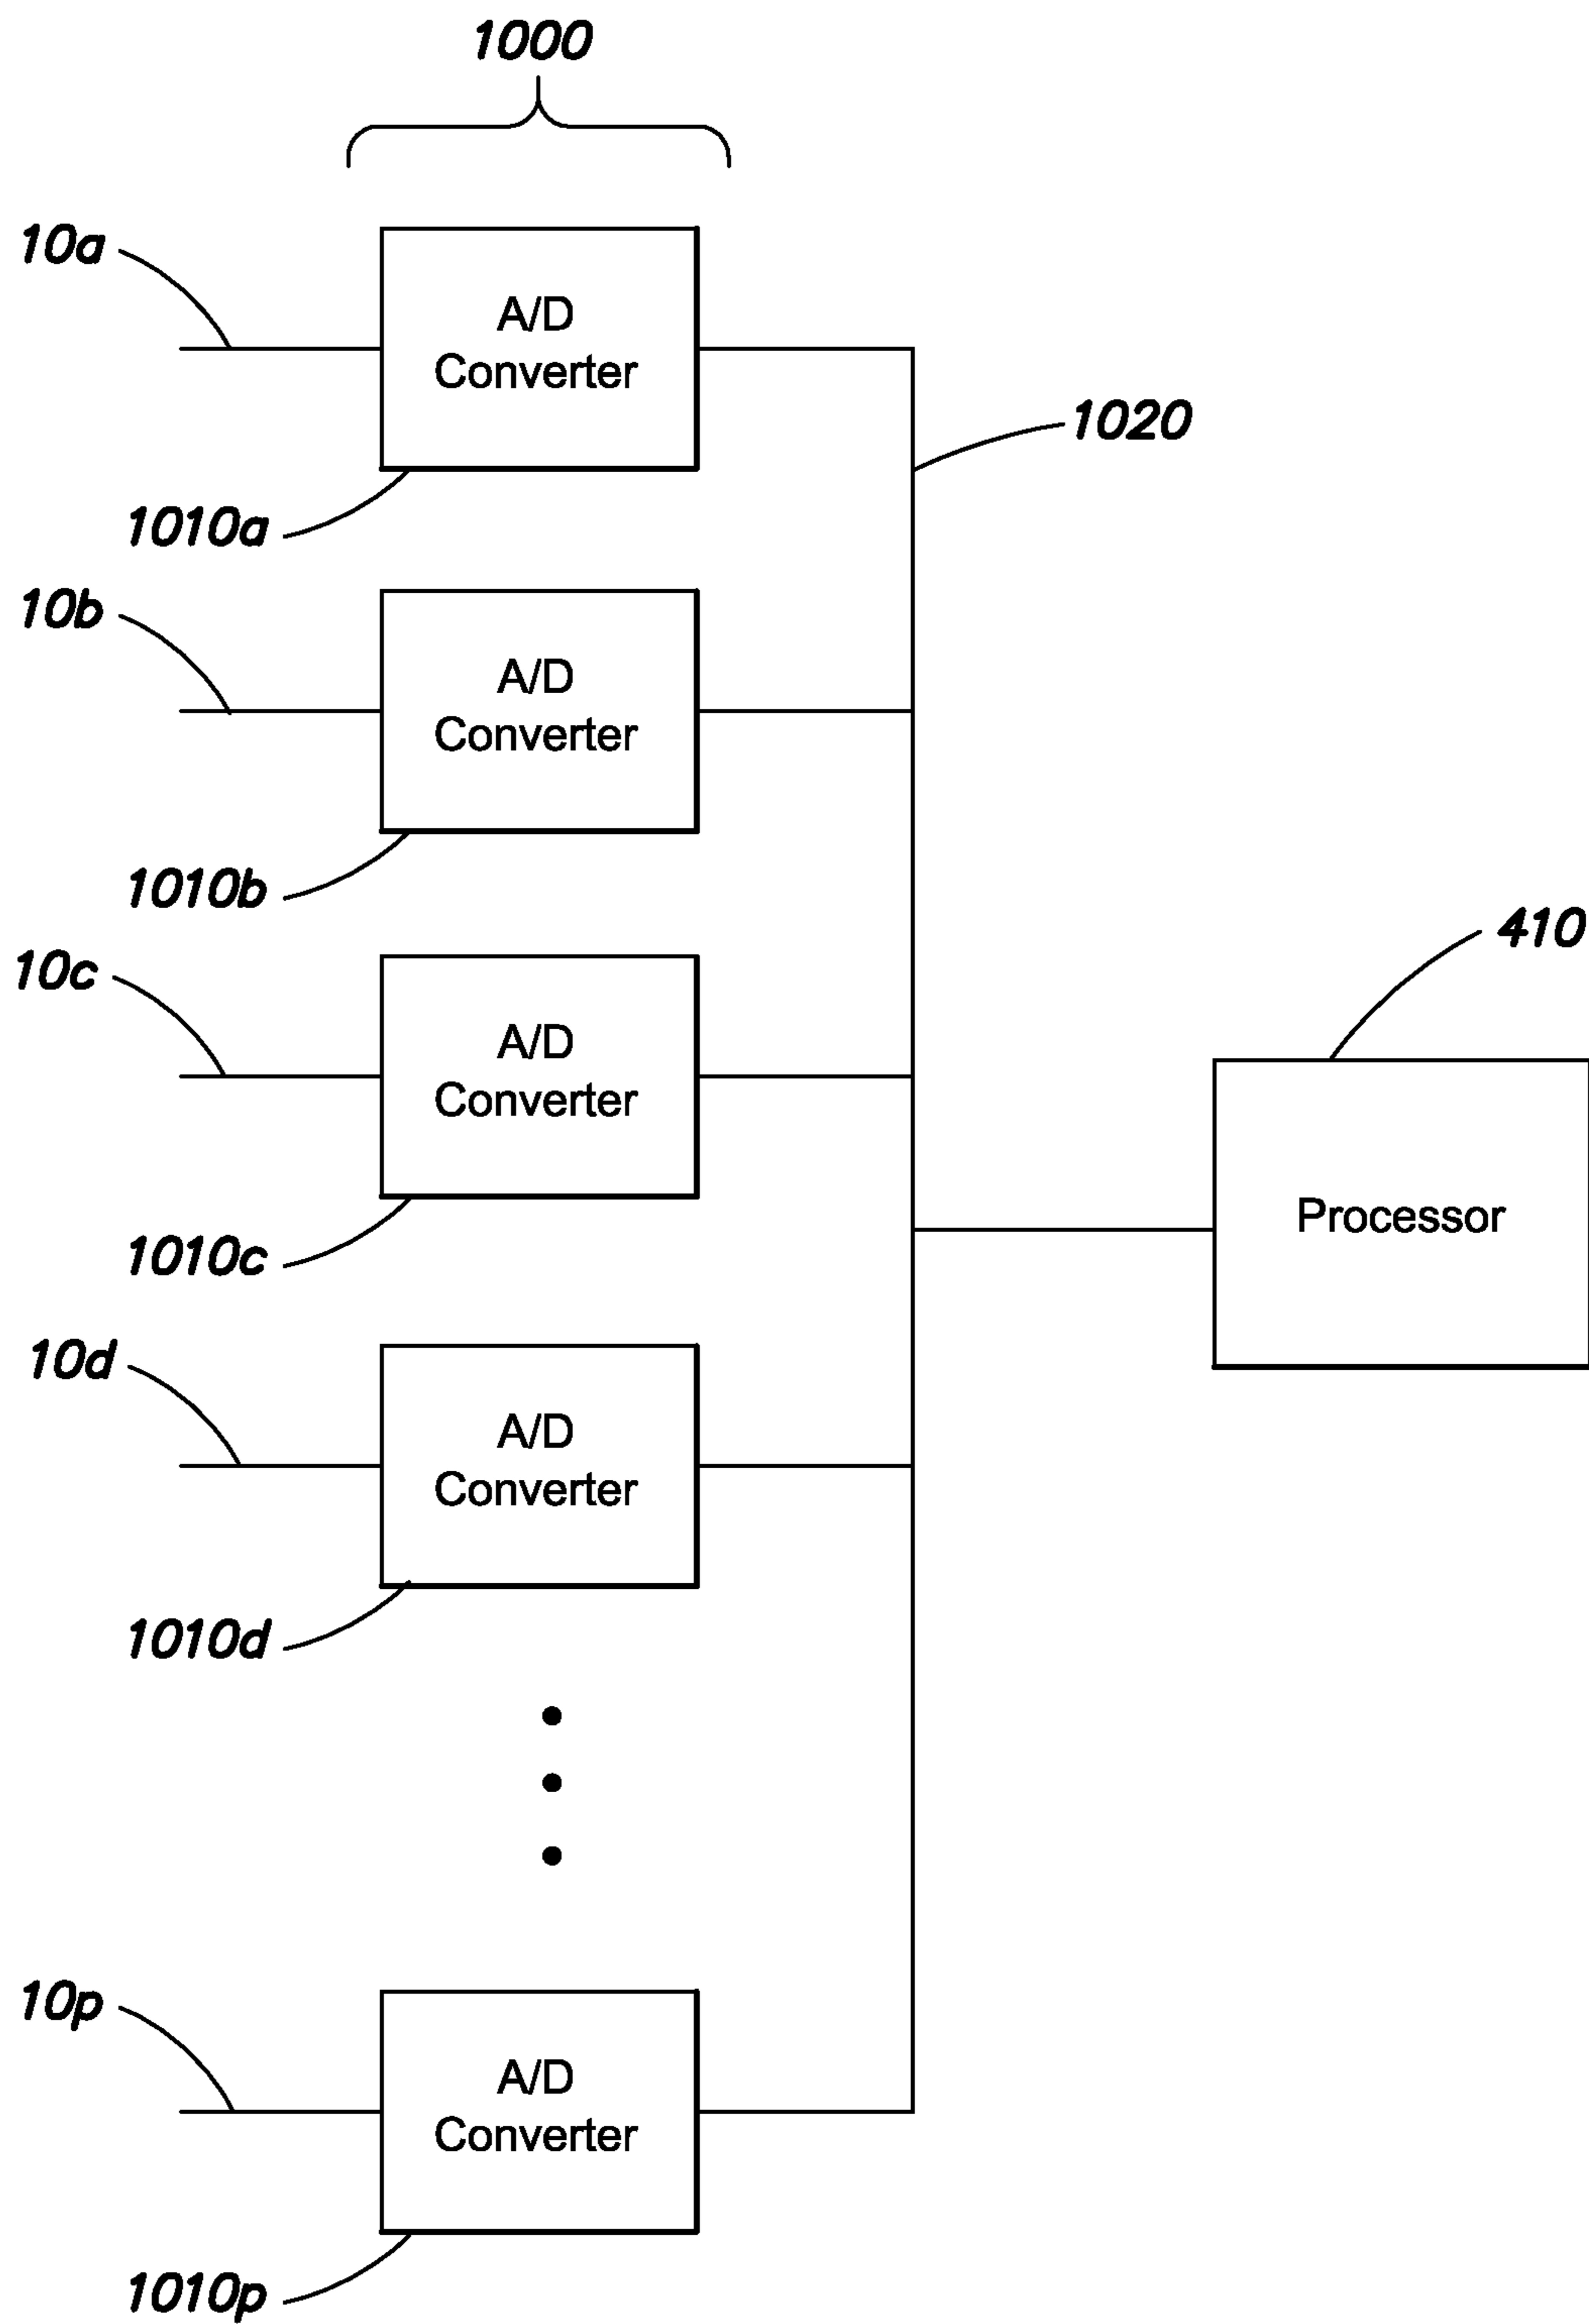 1000
10a
A/D
Converter
1020
1010a
10b
A/D
Converter
1010b
410
10c
A/D
Converter
Processor
1010c
10d
A/D
Converter
1010d
10p
A/D
Converter
1010p